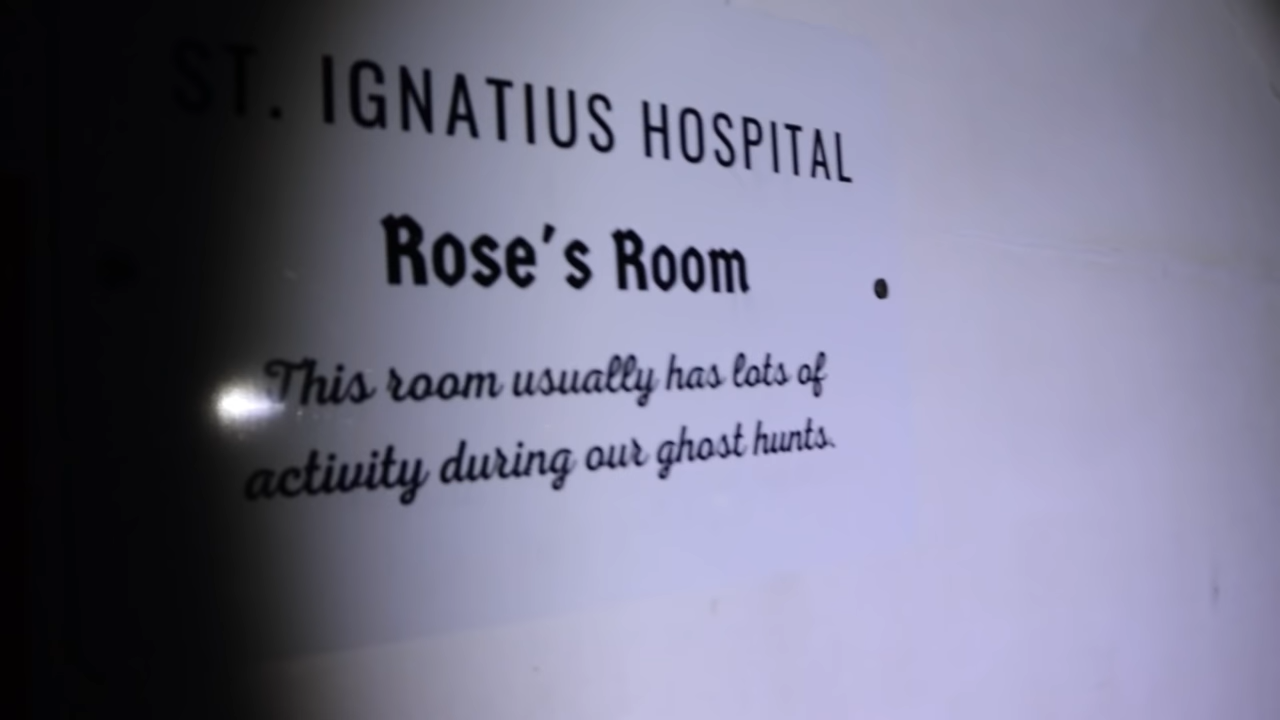 ST. IGNATIUS HOSPITAL
Rose's Room
This room usually has lots of
activity during our ghost hunts.